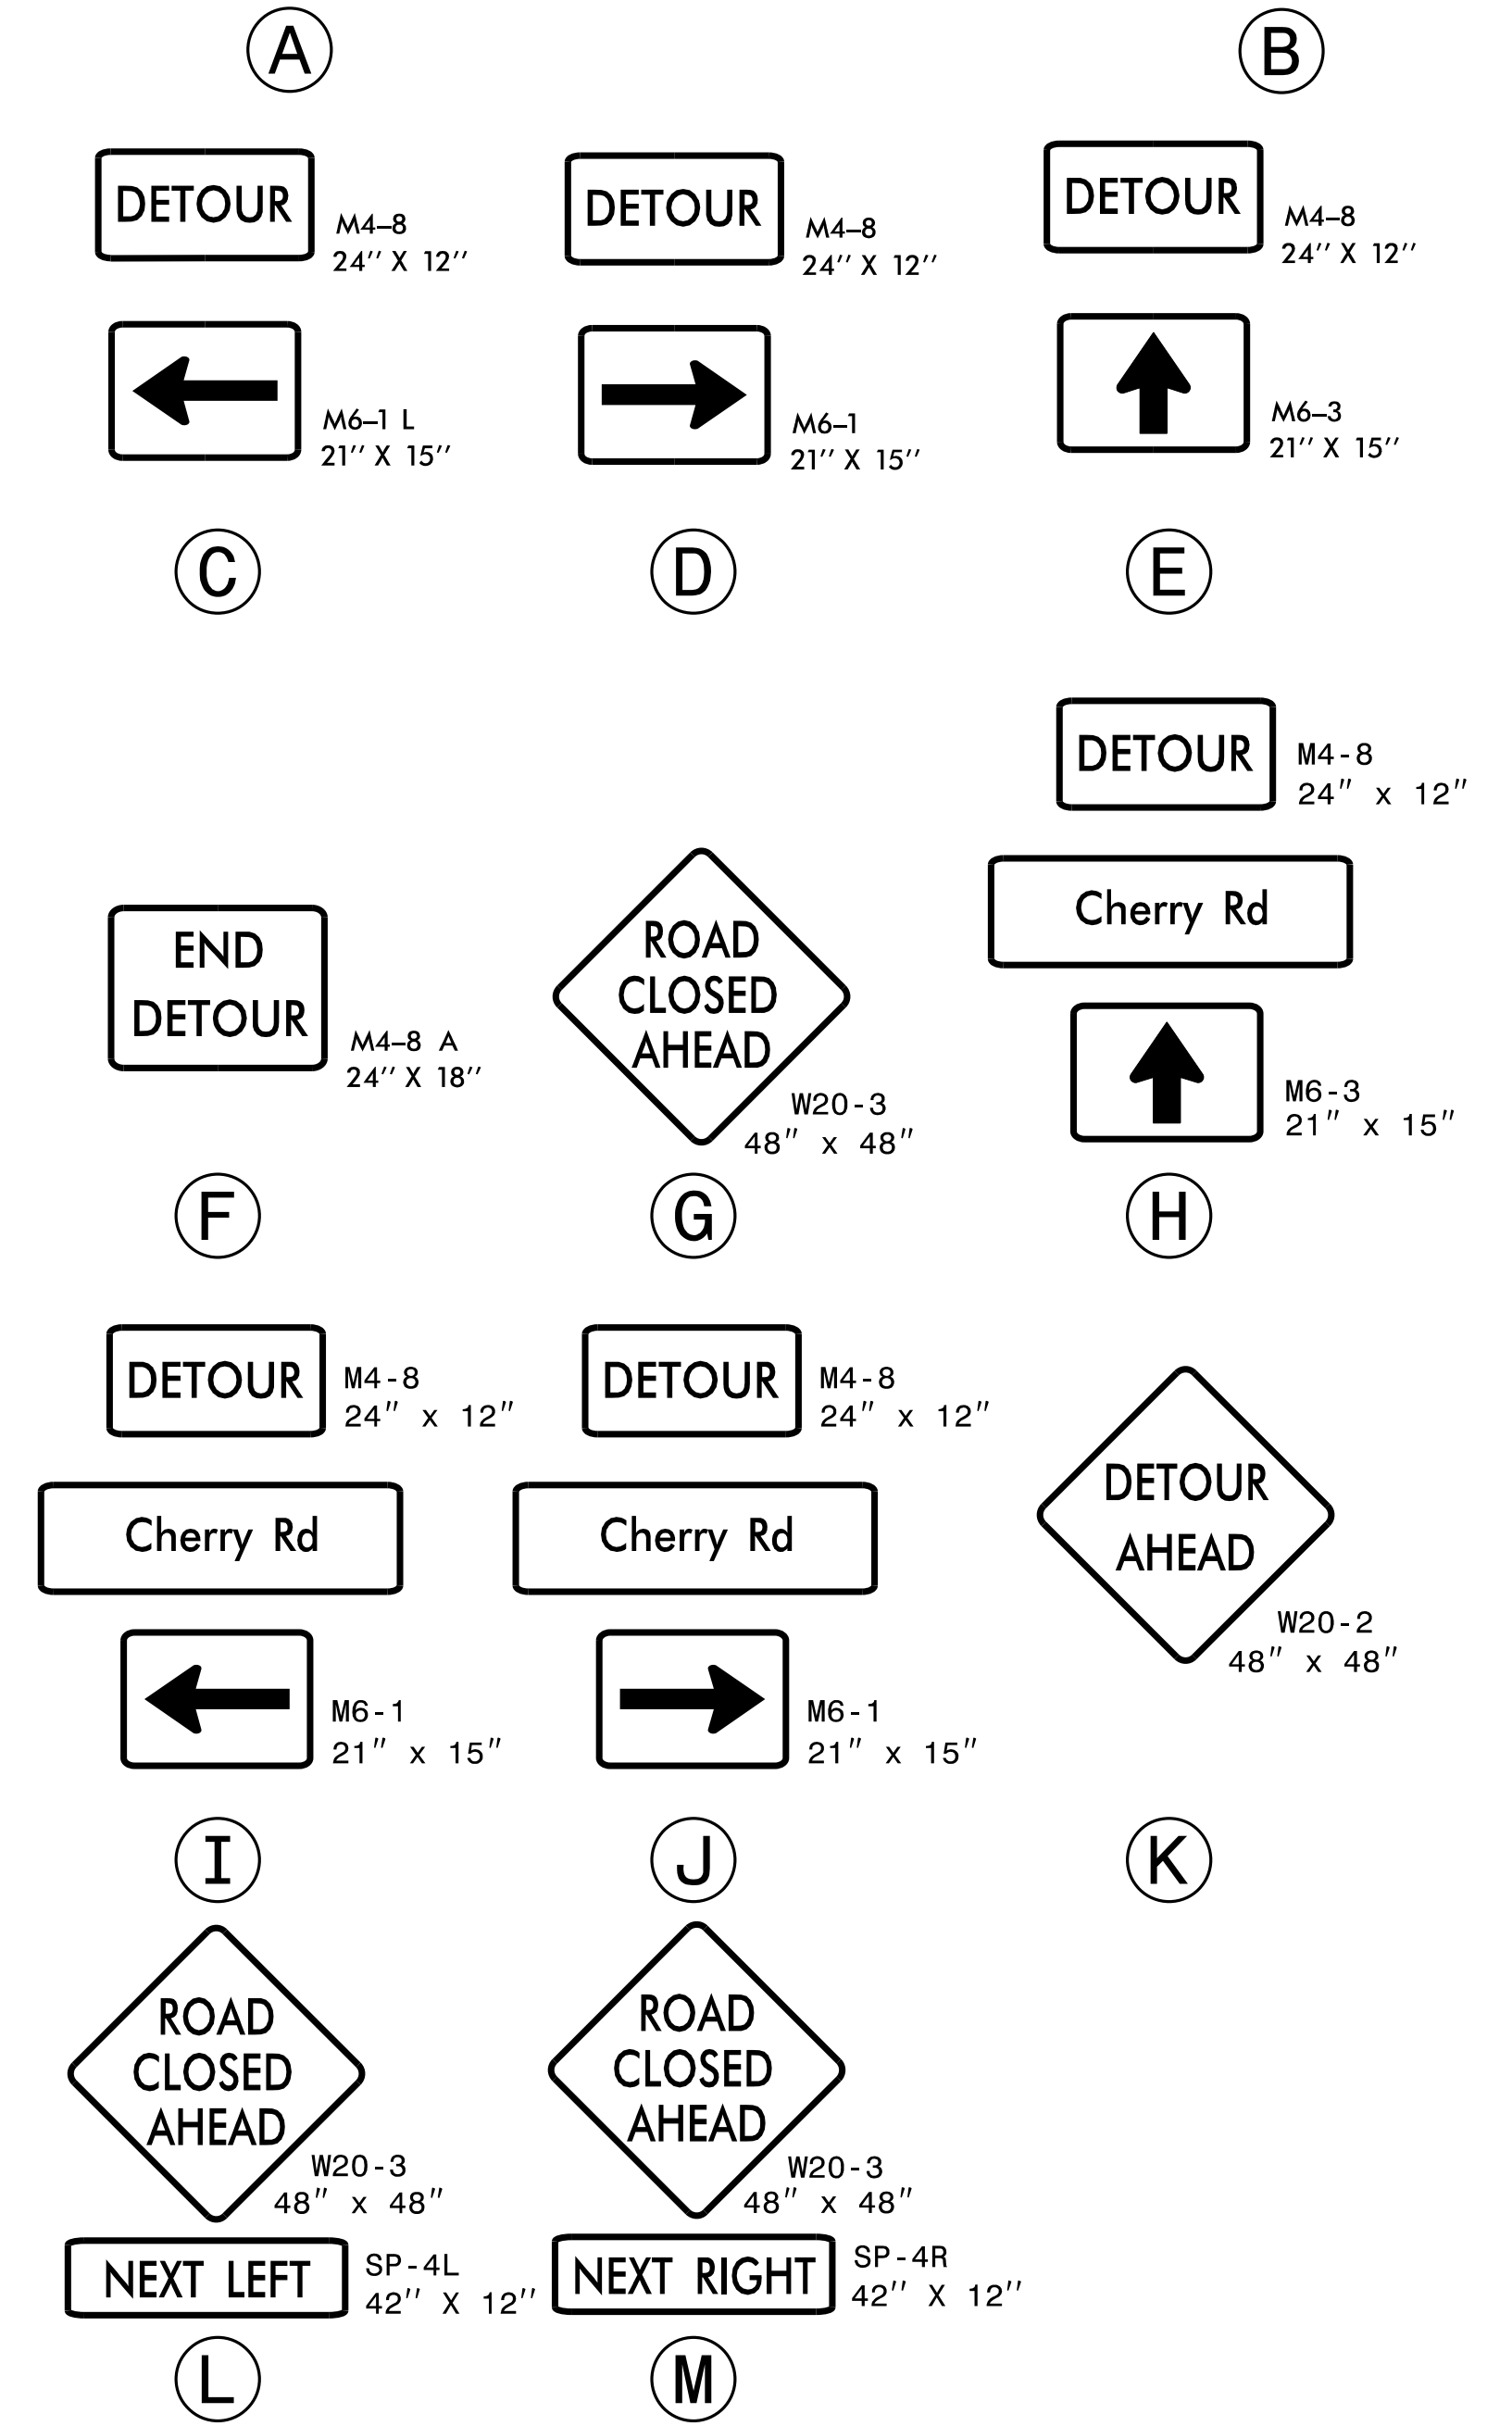 A
B
DETOUR
M4–8
24’’ X 12’’
M6–1 L
21’’ X 15’’
C
DETOUR
M4–8
24’’ X 12’’
M6–1
21’’ X 15’’
D
DETOUR
M4–8
24’’ X 12’’
M6–3
21’’ X 15’’
E
END
DETOUR
M4–8 A
24’’ X 18’’
F
ROAD
CLOSED
AHEAD
W20-3
48" x 48"
G
DETOUR
M4-8
24" x 12"
Cherry Rd
M6-3
21" x 15"
H
DETOUR
M4-8
24" x 12"
Cherry Rd
M6-1
21" x 15"
I
DETOUR
M4-8
24" x 12"
Cherry Rd
M6-1
21" x 15"
J
DETOUR
AHEAD
W20-2
48" x 48"
K
ROAD
CLOSED
AHEAD
W20-3
48" x 48"
NEXT LEFT
SP-4L
42’’ X 12’’
L
ROAD
CLOSED
AHEAD
W20-3
48" x 48"
NEXT RIGHT
SP-4R
42’’ X 12’’
M